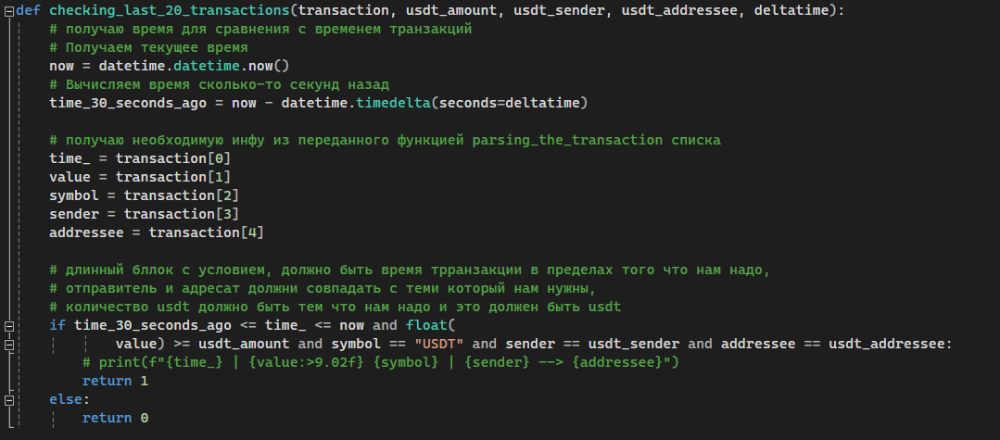 def checking_last_20_transactions(transaction, usdt_amount, usdt_sender, usdt_addressee, deltatime):
# получаю время для сравнения с временем транзакций
# Получаем текущее время
now = datetime.datetime.now()
# Вычисляем время сколько-то секунд назад
time_30_seconds_ago = now - datetime.timedelta(seconds=deltatime)
# получаю необходимую инфу из переданного функцией parsing_the_transaction списка
time_ = transaction[0]
value = transaction[1]
symbol = transaction[2]
sender = transaction[3]
addressee = transaction[4]
# длинный бллок с условием, должно быть время трранзакции в пределах того что нам надо,
# отправитель и адресат должни совпадать с теми который нам нужны,
# количество usdt должно быть тем что нам надо и это должен быть usdt
if time_30_seconds_ago <= time_ <= now and float(
value) >= usdt_amount and symbol == "USDT" and sender == usdt_sender and addressee == usdt_addressee:
# print(f"{time_} | {value:>9.02f} {symbol} | {sender} --> {addressee}")
return 1
else:
return 0